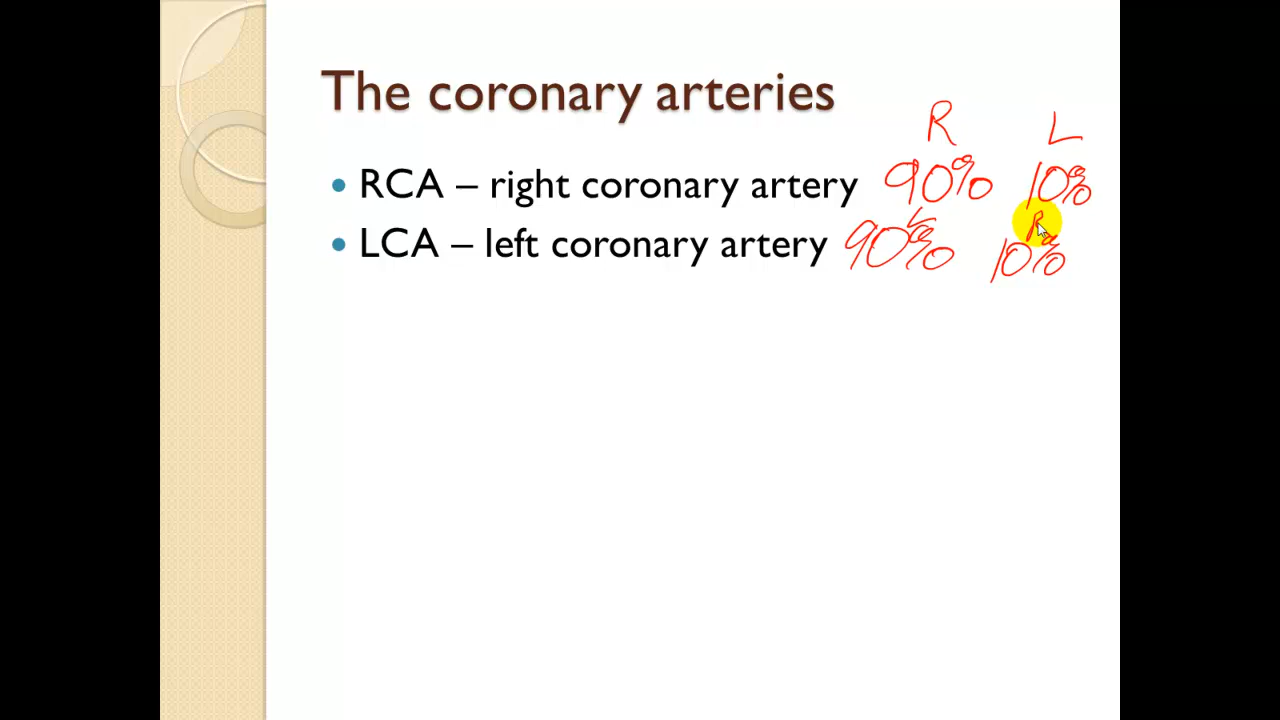 The coronary arteries
R L
• RCA – right coronary artery 90% 10%
L R
• LCA – left coronary artery 90% 10%